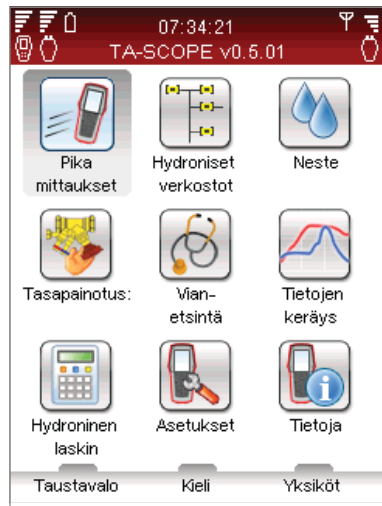 07:34:21
TA-SCOPE v0.5.01
Pika
mittaukset
Hydroniset
verkostot
Neste
Tasapainotus:
Vian-
etsintä
Tietojen
keräys
Hydroninen
laskin
Asetukset
Tietoja
Taustavalo
Kieli
Yksiköt